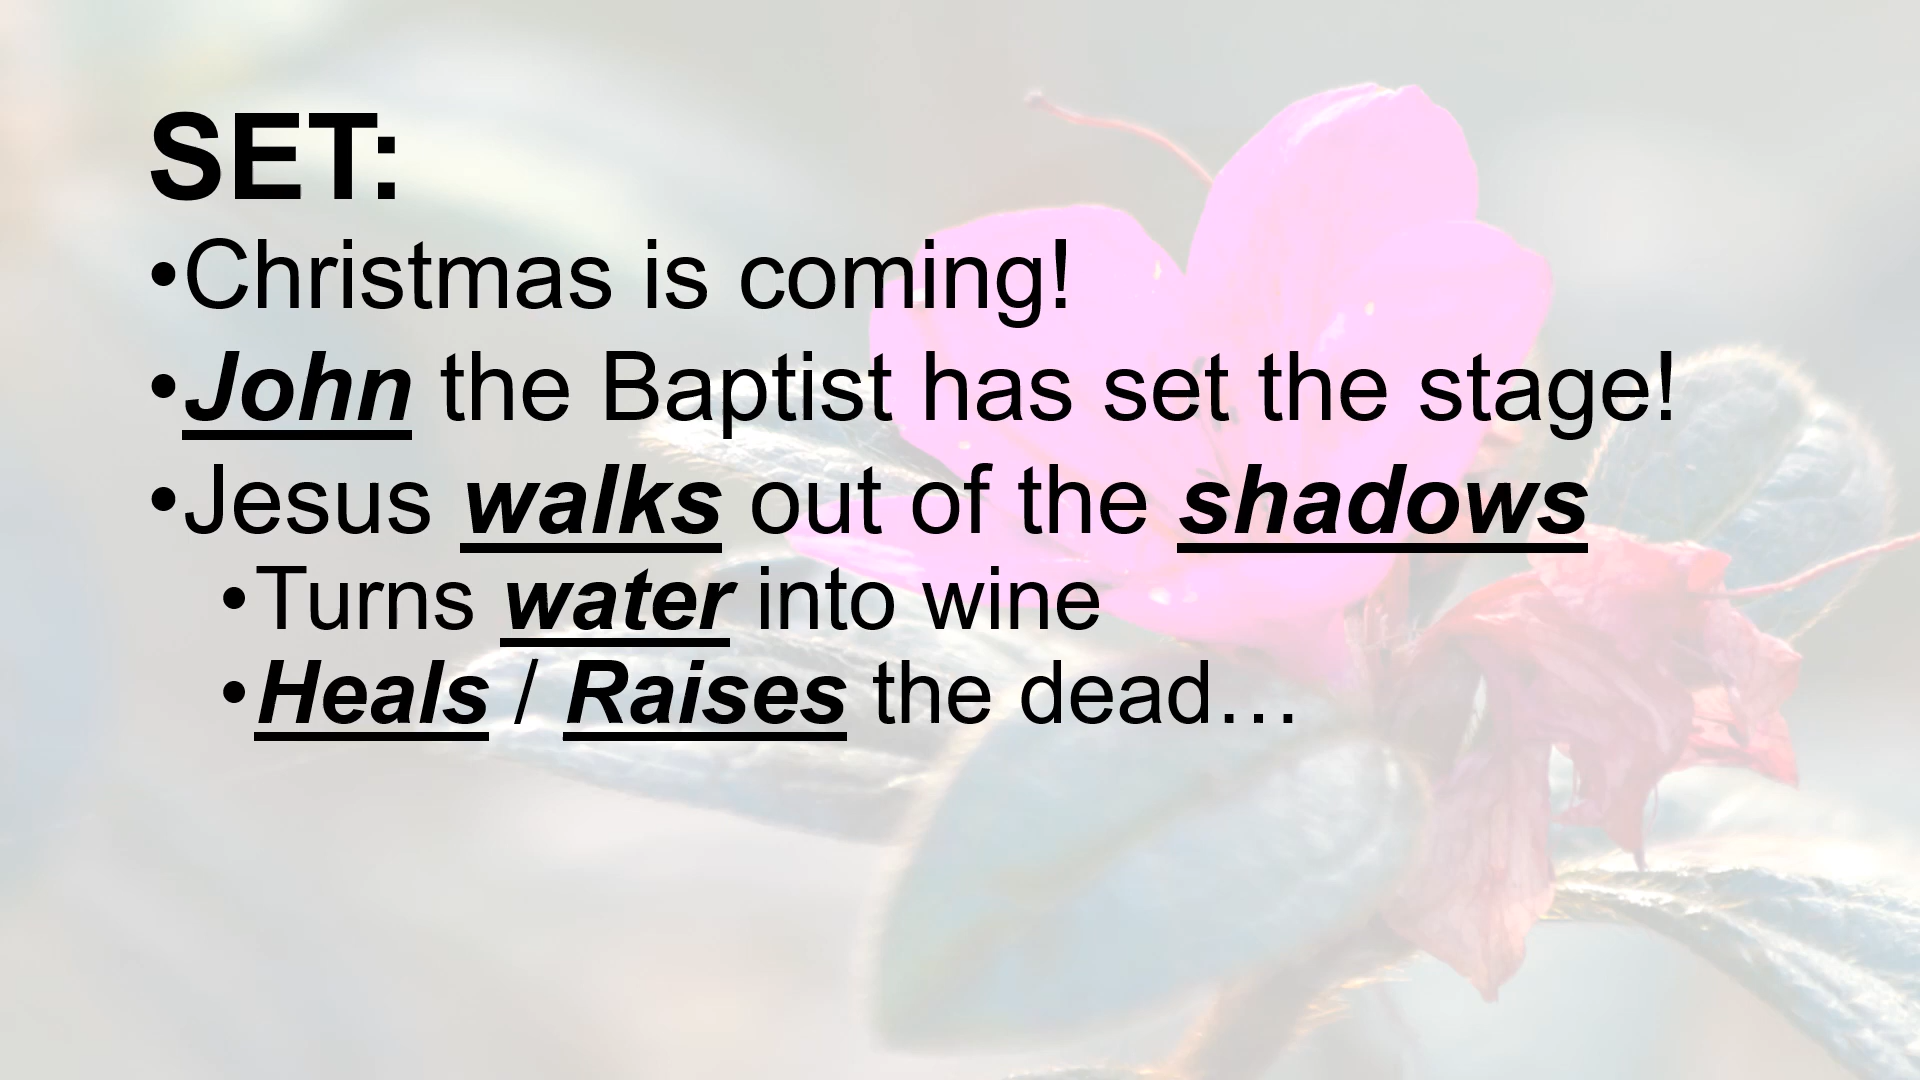 SET:
•Christmas is coming!
•John the Baptist has set the stage!
•Jesus walks out of the shadows
•Turns water into wine
•Heals / Raises the dead…